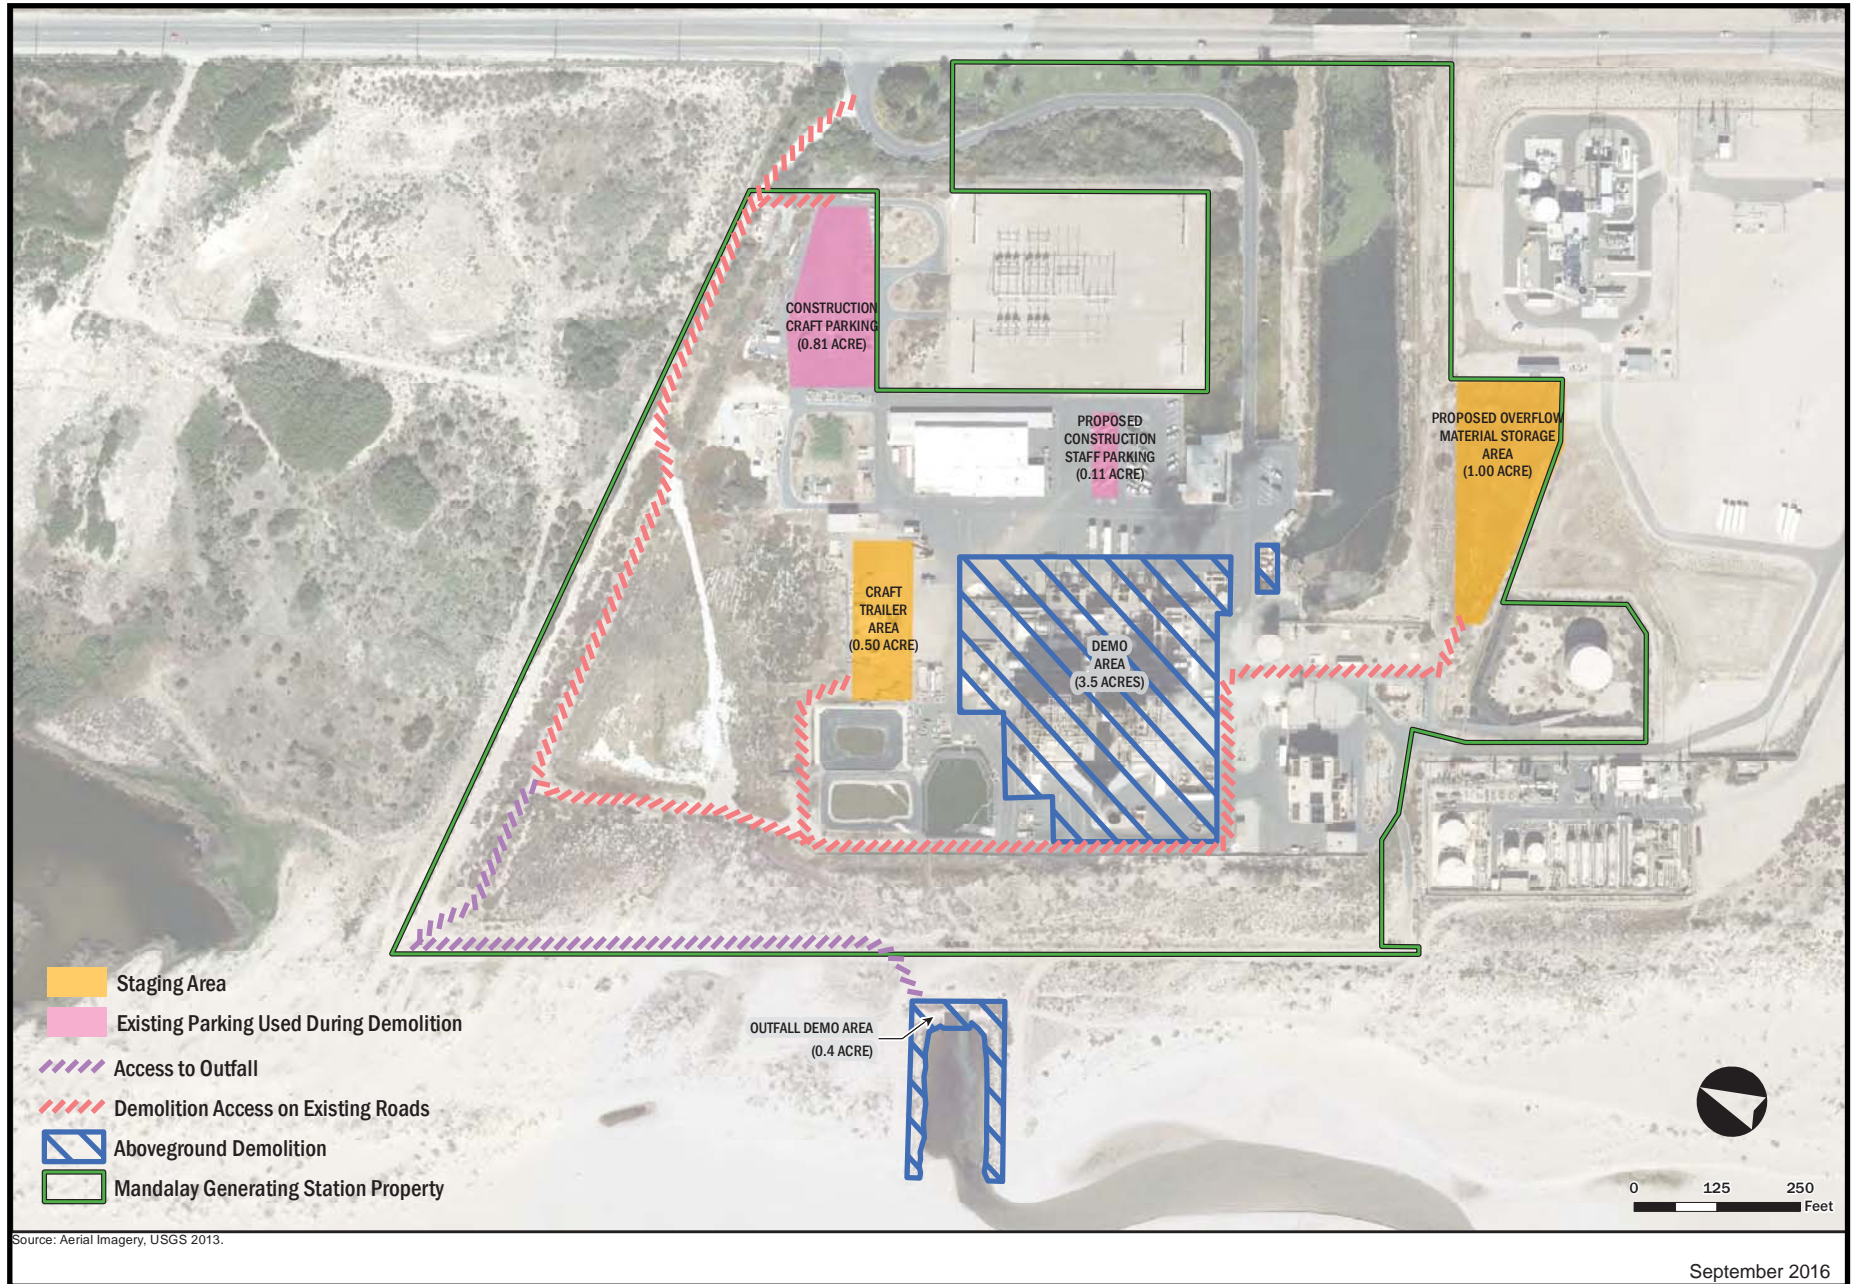 CONSTRUCTION
CRAFT PARKING
(0.81 ACRE)
PROPOSED
CONSTRUCTION
STAFF PARKING
(0.11 ACRE)
PROPOSED OVERFLOW
MATERIAL STORAGE
AREA
(1.00 ACRE)
CRAFT
TRAILER
AREA
(0.50 ACRE)
DEMO
AREA
(3.5 ACRES)
OUTFALL DEMO AREA
(0.4 ACRE)
Staging Area
Existing Parking Used During Demolition
Access to Outfall
Demolition Access on Existing Roads
Aboveground Demolition
Mandalay Generating Station Property
0 125 250
Feet
Source: Aerial Imagery, USGS 2013.
September 2016